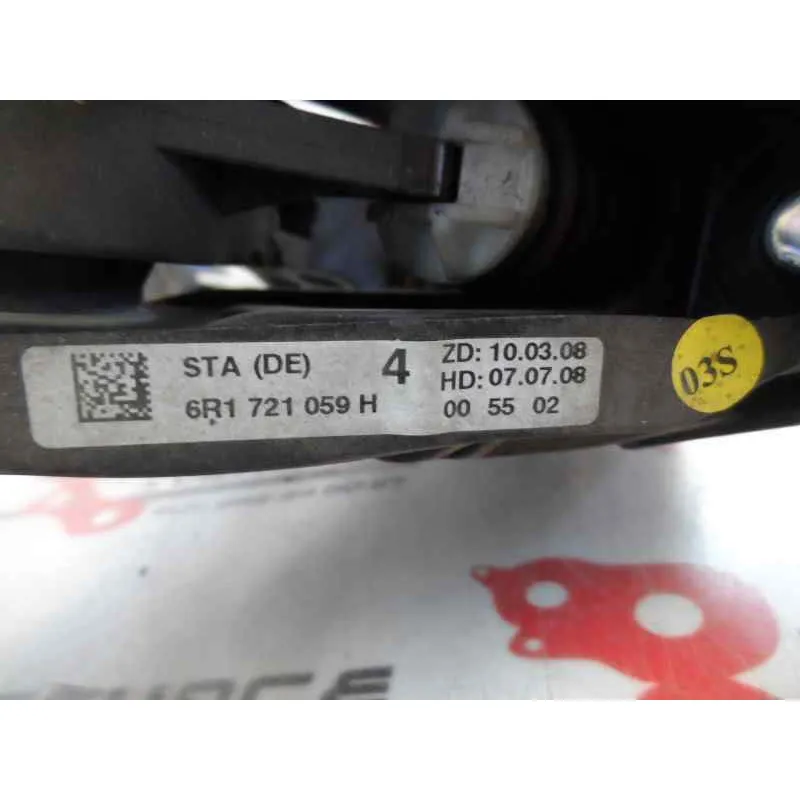 STA (DE) 4 ZD: 10.03.08
6R1 721 059 H HD: 07.07.08
00 55 02
03S